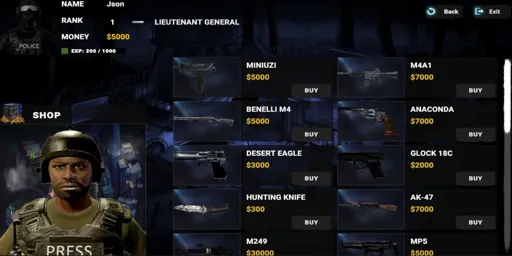 NAME Json
RANK 1 — LIEUTENANT GENERAL
MONEY $5000
EXP: 250 / 1000
POLICE
Back
Exit
SHOP
MINIUZI
$5000
BUY
M4A1
$7000
BUY
BENELLI M4
$5000
BUY
ANACONDA
$7000
BUY
DESERT EAGLE
$3000
BUY
GLOCK 18C
$2000
BUY
HUNTING KNIFE
$300
BUY
AK-47
$7000
BUY
M249
$30000
MP5
$5000
PRESS